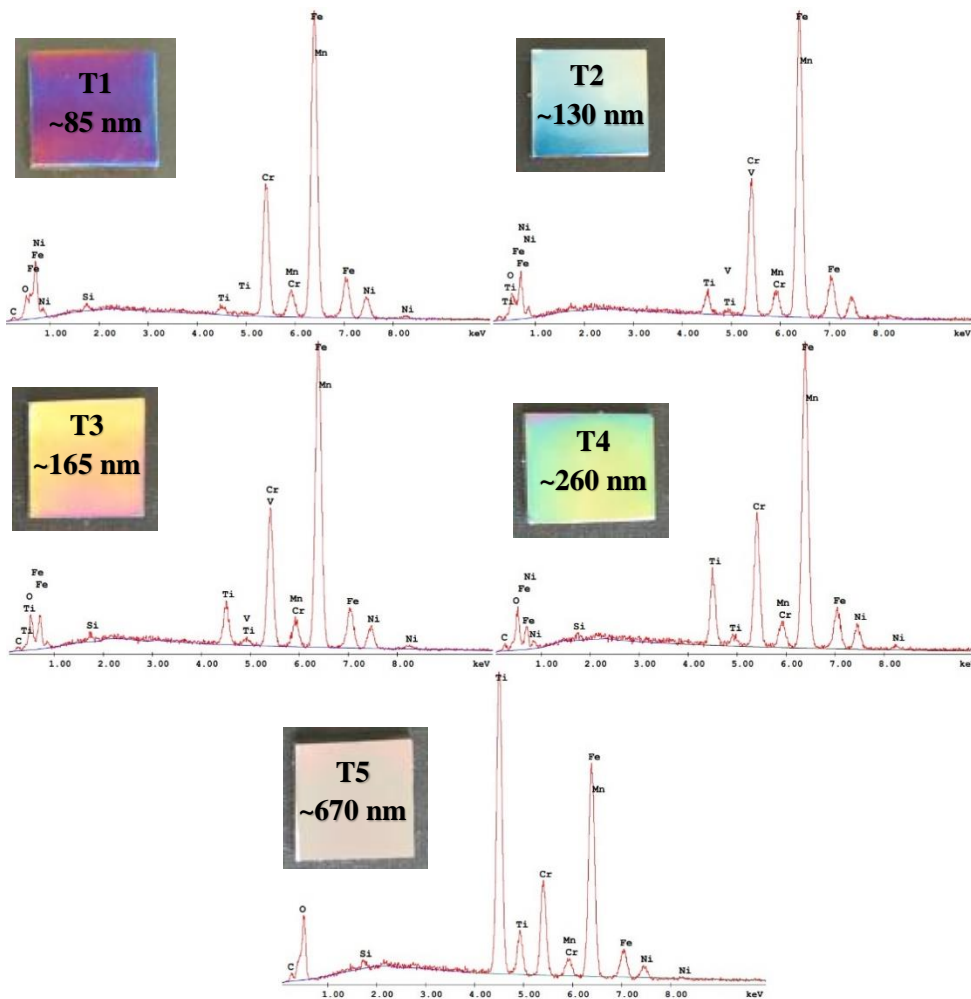 Fe
Mn
T1
~85 nm
Cr
Ni
Fe
Fe
O
Ni
C
Si
Ti
Ti
Mn
Cr
Fe
Ni
1.00 2.00 3.00 4.00 5.00 6.00 7.00 8.00 keV
Fe
Mn
T2
~130 nm
Cr
V
Ni
Ni
Fe
O
Fe
Ti
Ti
Ti
V
Ti
Mn
Cr
Fe
1.00 2.00 3.00 4.00 5.00 6.00 7.00 8.00 keV
Fe
Mn
T3
~165 nm
Cr
V
Fe
Fe
O
Ti
Ti
C
Si
Ti
V
Ti
Mn
Cr
Fe
Ni
Ni
1.00 2.00 3.00 4.00 5.00 6.00 7.00 8.00 keV
Fe
Mn
T4
~260 nm
Cr
Ni
Fe
O
Fe
Ni
C
Si
Ti
Ti
Mn
Cr
Fe
Ni
Ni
1.00 2.00 3.00 4.00 5.00 6.00 7.00 8.00 keV
Ti
T5
~670 nm
Fe
Mn
Cr
O
C
Si
Ti
Mn
Cr
Fe
Ni
Ni
1.00 2.00 3.00 4.00 5.00 6.00 7.00 8.00 keV